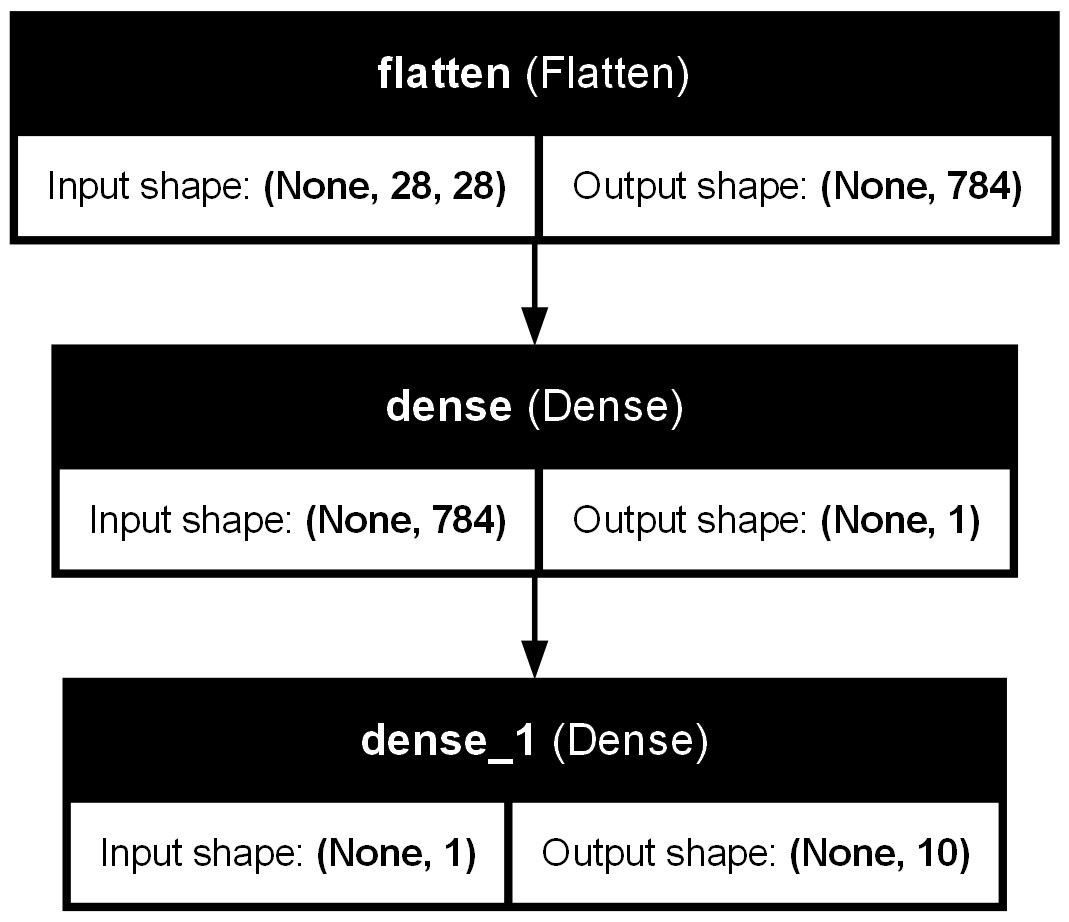 flatten (Flatten)
Input shape: (None, 28, 28)
Output shape: (None, 784)
dense (Dense)
Input shape: (None, 784)
Output shape: (None, 1)
dense_1 (Dense)
Input shape: (None, 1)
Output shape: (None, 10)